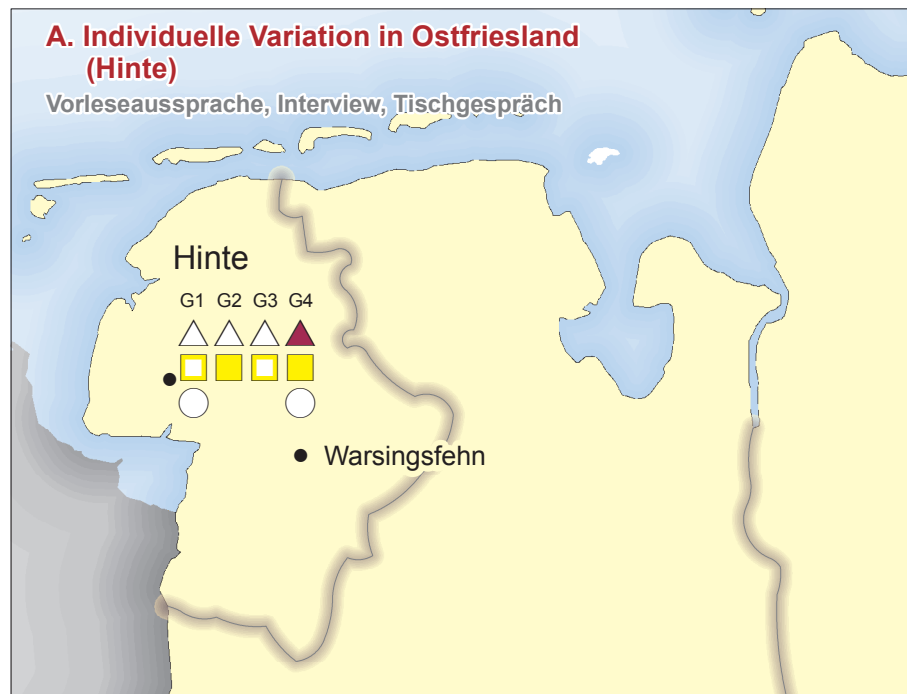 A. Individuelle Variation in Ostfriesland
(Hinte)
Vorleseaussprache, Interview, Tischgespräch
Hinte
G1 G2 G3 G4
Warsingsfehn